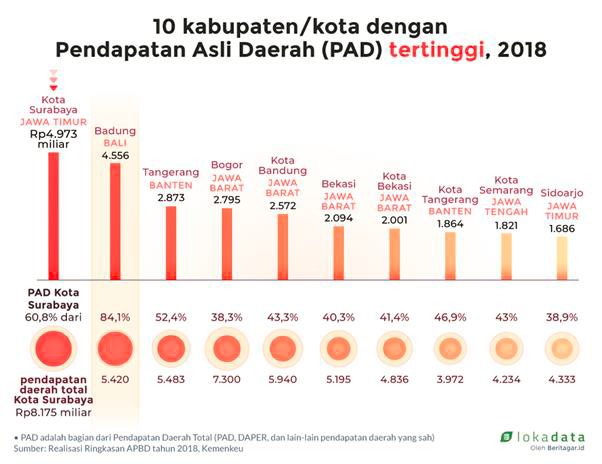 10 kabupaten/kota dengan
Pendapatan Asli Daerah (PAD) tertinggi, 2018
Kota
Surabaya
JAWA TIMUR
Rp4.973
miliar
Badung
BALI
4.556
Tangerang
BANTEN
2.873
Bogor
JAWA
BARAT
2.795
Kota
Bandung
JAWA
BARAT
2.572
Bekasi
JAWA
BARAT
2.094
Kota
Bekasi
JAWA
BARAT
2.001
Kota
Tangerang
BANTEN
1.864
Kota
Semarang
JAWA
TENGAH
1.821
Sidoarjo
JAWA
TIMUR
1.686
PAD Kota
Surabaya
60,8% dari 84,1% 52,4% 38,3% 43,3% 40,3% 41,4% 46,9% 43% 38,9%
pendapatan 5.420 5.483 7.300 5.940 5.195 4.836 3.972 4.234 4.333
daerah total
Kota Surabaya
Rp8.175 miliar
• PAD adalah bagian dari Pendapatan Daerah Total (PAD, DAPER, dan lain-lain pendapatan daerah yang sah)
Sumber: Realisasi Ringkasan APBD tahun 2018, Kemenkeu
lokadata
Oleh Beritagar.id